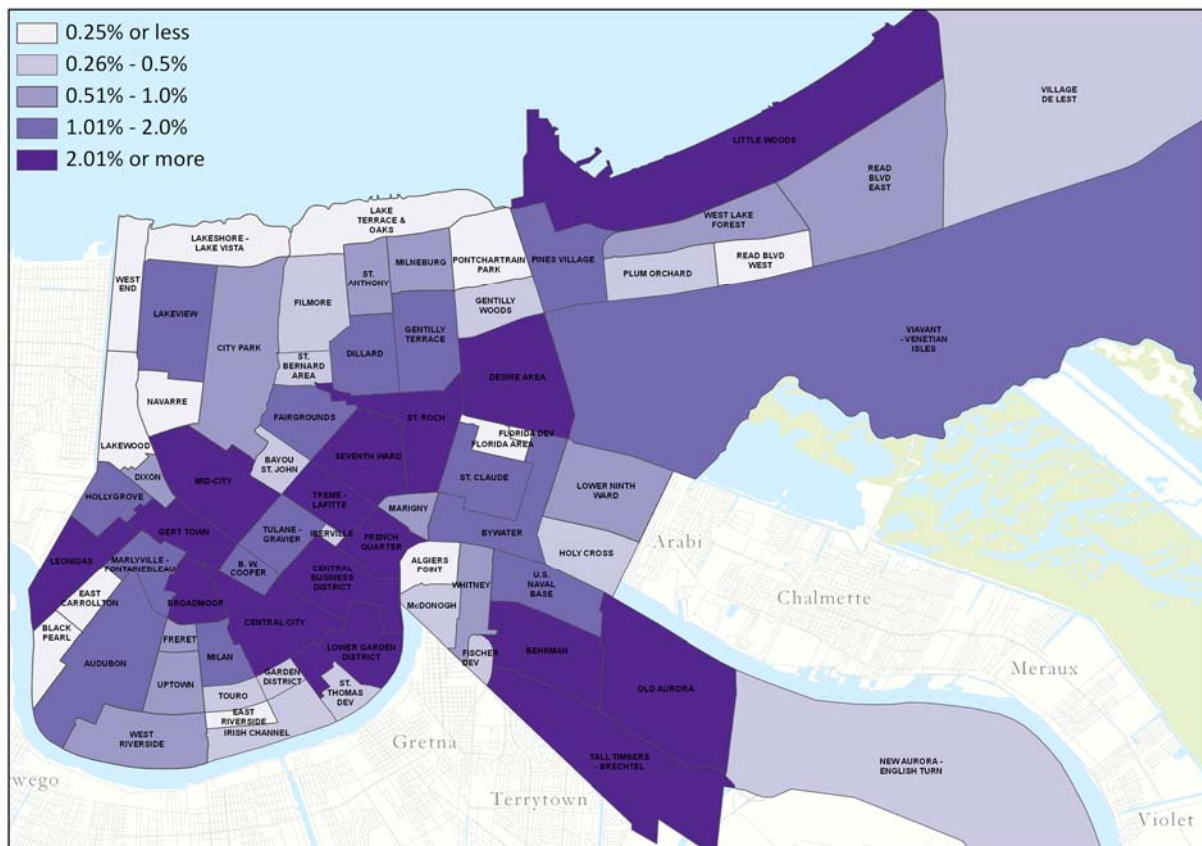 0.25% or less
0.26% - 0.5%
0.51% - 1.0%
1.01% - 2.0%
2.01% or more
VILLAGE
DE LEST
LITTLE WOODS
READ
BLVD
EAST
WEST LAKE
FOREST
READ BLVD
WEST
PLUM ORCHARD
PINES VILLAGE
LAKE
TERRACE &
OAKS
LAKESHORE -
LAKE VISTA
WEST
END
LAKEVIEW
CITY PARK
FILMORE
ST.
ANTHONY
MILNEBURG
PONTCHARTRAIN
PARK
GENTILLY
WOODS
GENTILLY
TERRACE
DILLARD
ST.
BERNARD
AREA
VIAVANT
- VENETIAN
ISLES
DESIRE AREA
NAVARRE
LAKEWOOD
FAIRGROUNDS
ST. ROCH
FLORIDA DEV
FLORIDA AREA
BAYOU
ST. JOHN
SEVENTH WARD
DIXON
MID-CITY
HOLLYGROVE
ST. CLAUDE
LOWER NINTH
WARD
TREME -
LAFITTE
MARIGNY
BYWATER
GERT TOWN
TULANE -
GRAVIER
IBERVILLE
FRENCH
QUARTER
HOLY CROSS
Arabi
LEONIDAS
MARLYVILLE -
FONTAINEBLEAU
B. W.
COOPER
CENTRAL
BUSINESS
DISTRICT
ALGIERS
POINT
WHITNEY
U.S.
NAVAL
BASE
EAST
CARROLLTON
BROADMOOR
McDONOGH
Chalmette
BLACK
PEARL
CENTRAL CITY
FRERET
MILAN
LOWER GARDEN
DISTRICT
FISCHER
DEV
BEHRMAN
AUDUBON
UPTOWN
GARDEN
DISTRICT
ST.
THOMAS
DEV
OLD AURORA
Meraux
TOURO
EAST
RIVERSIDE
IRISH CHANNEL
WEST
RIVERSIDE
Gretna
TALL TIMBERS
- BRECHTEL
NEW AURORA -
ENGLISH TURN
wego
Terrytown
Violet